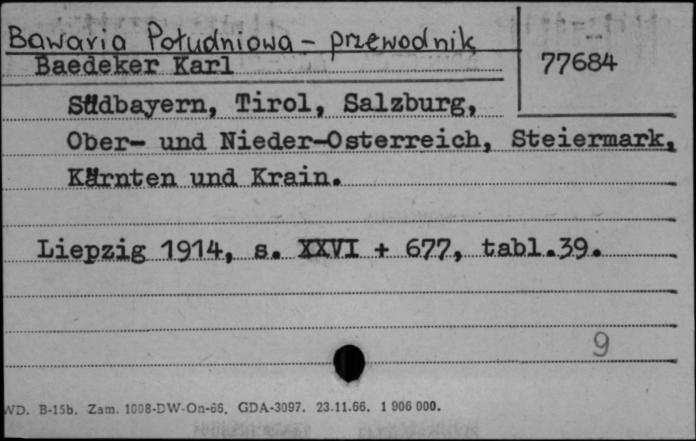 Bawaria Południowa - przewodnik
Baedeker Karl
77684
Südbayern, Tirol, Salzburg,
Ober- und Nieder-Osterreich, Steiermark,
Kärnten und Krain.
Liepzig 1914, s. XXVI + 677, tabl.39.
9
WD. B-15b. Zam. 1008-DW-On-66. GDA-3097. 23.11.66. 1 906 000.